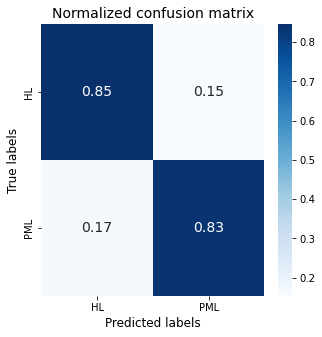 Normalized confusion matrix
True labels
HL
0.85
0.15
PML
0.17
0.83
HL
PML
Predicted labels
0.8
0.7
0.6
0.5
0.4
0.3
0.2